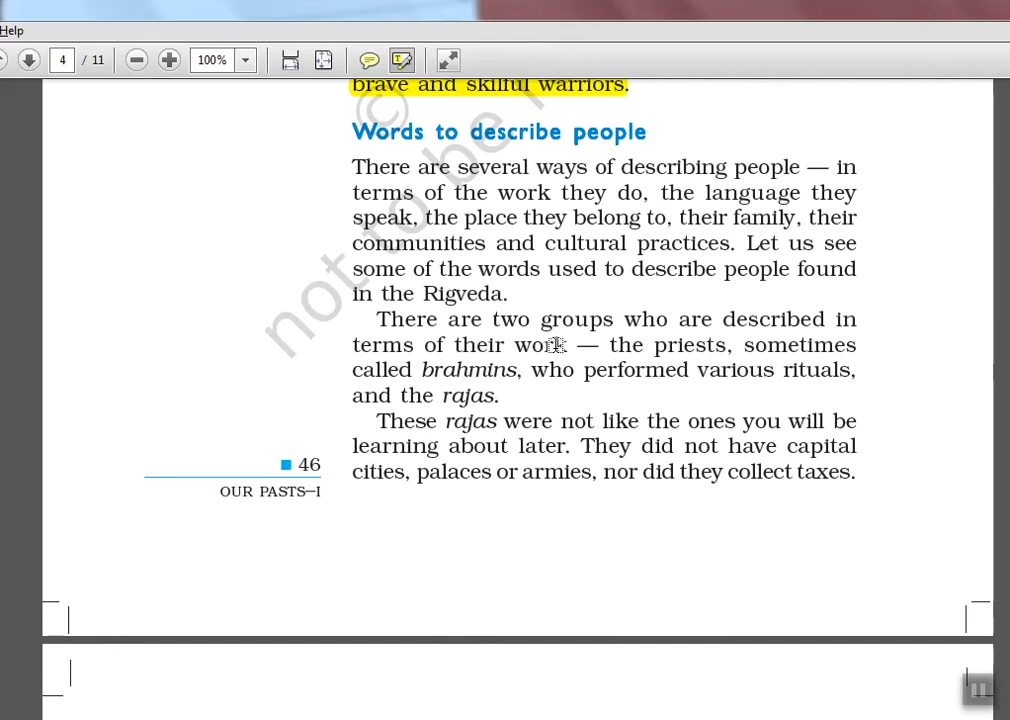 Help
4 / 11
100%
brave and skilful warriors.
Words to describe people
There are several ways of describing people — in
terms of the work they do, the language they
speak, the place they belong to, their family, their
communities and cultural practices. Let us see
some of the words used to describe people found
in the Rigveda.
There are two groups who are described in
terms of their work — the priests, sometimes
called brahmins, who performed various rituals,
and the rajas.
These rajas were not like the ones you will be
learning about later. They did not have capital
cities, palaces or armies, nor did they collect taxes.
■ 46
OUR PASTS—I
©
not to be r